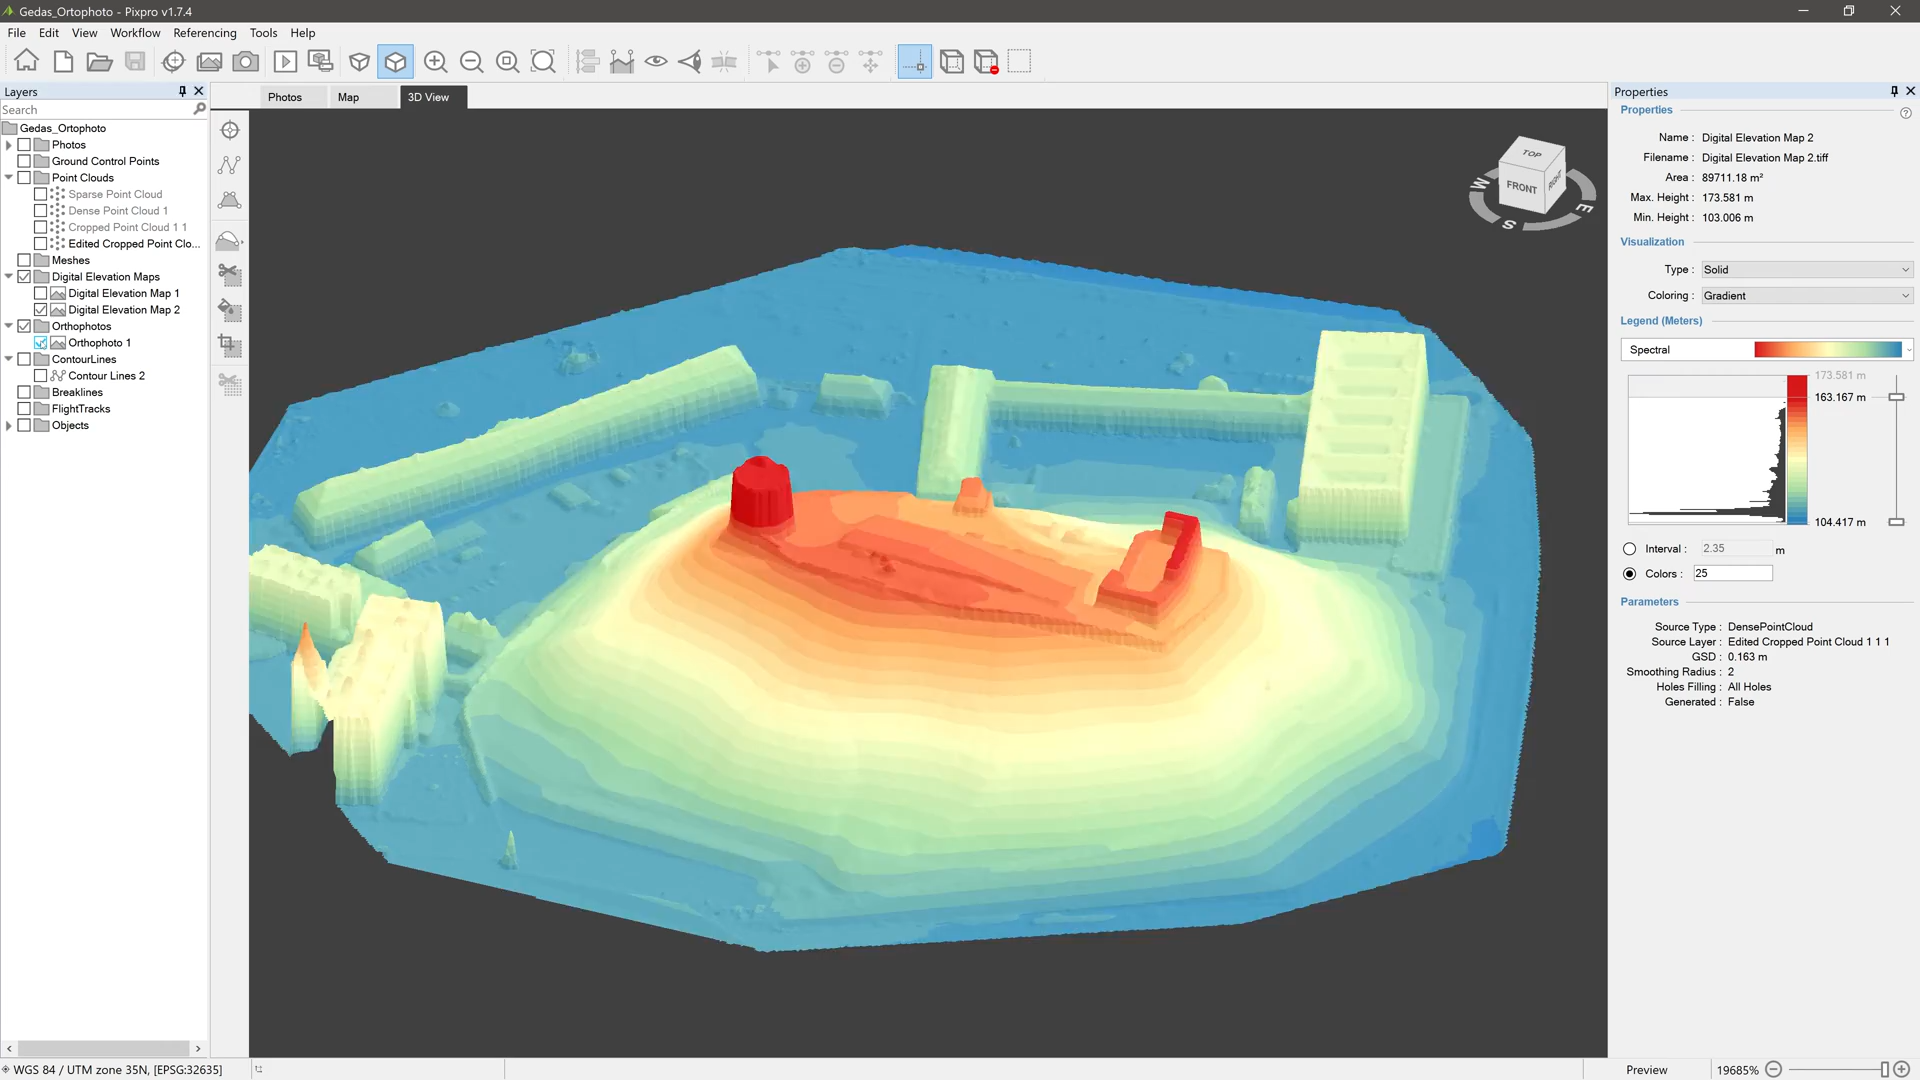 Gedas_Ortophoto - Pixpro v1.7.4
File Edit View Workflow Referencing Tools Help
Layers
Search
Gedas_Ortophoto
Photos
Ground Control Points
Point Clouds
Sparse Point Cloud
Dense Point Cloud 1
Cropped Point Cloud 1 1
Edited Cropped Point Clo...
Meshes
Digital Elevation Maps
Digital Elevation Map 1
Digital Elevation Map 2
Orthophotos
Orthophoto 1
ContourLines
Contour Lines 2
Breaklines
FlightTracks
Objects
Photos Map 3D View
TOP
FRONT
RIGHT
W
S
E
Properties
Properties
Name : Digital Elevation Map 2
Filename : Digital Elevation Map 2.tiff
Area : 89711.18 m²
Max. Height : 173.581 m
Min. Height : 103.006 m
Visualization
Type : Solid
Coloring : Gradient
Legend (Meters)
Spectral
173.581 m
163.167 m
104.417 m
Interval : 2.35 m
Colors : 25
Parameters
Source Type : DensePointCloud
Source Layer : Edited Cropped Point Cloud 1 1 1
GSD : 0.163 m
Smoothing Radius : 2
Holes Filling : All Holes
Generated : False
WGS 84 / UTM zone 35N, [EPSG:32635]
Preview
19685%